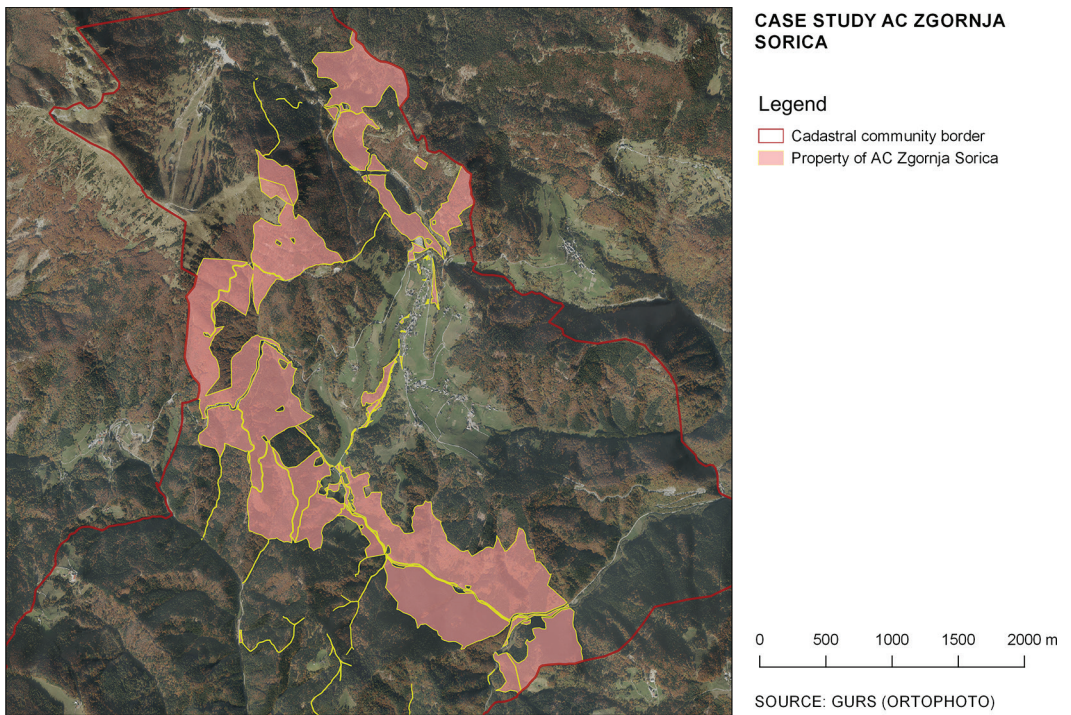 CASE STUDY AC ZGORNJA
SORICA
Legend
Cadastral community border
Property of AC Zgornja Sorica
0 500 1000 1500 2000 m
SOURCE: GURS (ORTOPHOTO)